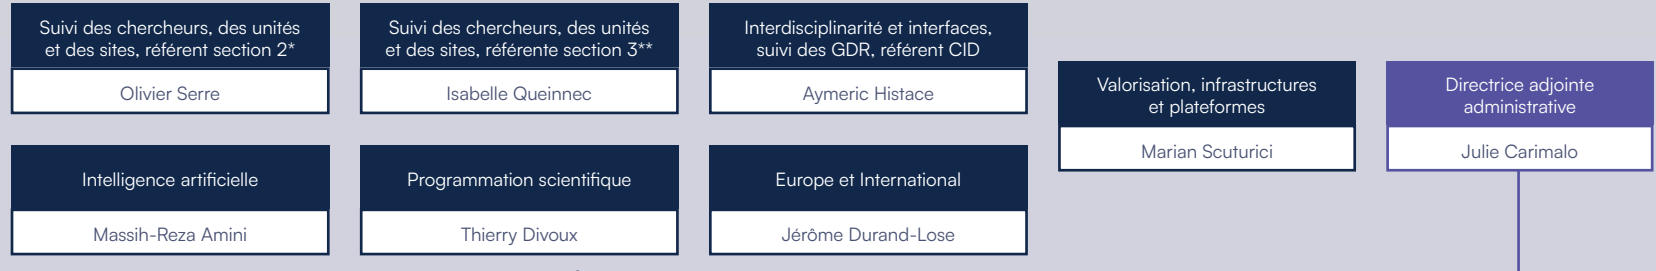 Suivi des chercheurs, des unités
et des sites, référent section 2*
Olivier Serre
Suivi des chercheurs, des unités
et des sites, référente section 3**
Isabelle Queinnec
Interdisciplinarité et interfaces,
suivi des GDR, référent CID
Aymeric Histace
Valorisation, infrastructures
et plateformes
Marian Scuturici
Directrice adjointe
administrative
Julie Carimalo
Intelligence artificielle
Massih-Reza Amini
Programmation scientifique
Thierry Divoux
Europe et International
Jérôme Durand-Lose